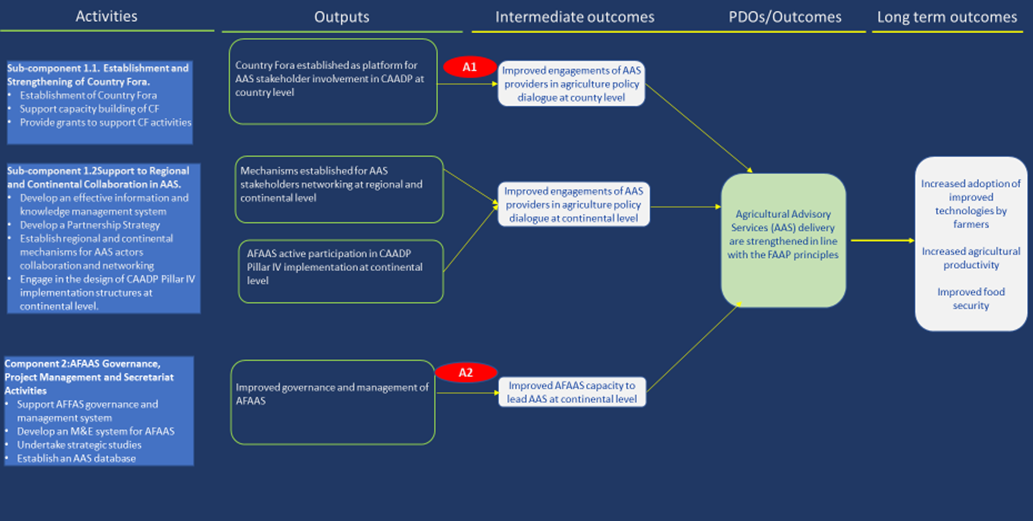 Activities
Outputs
Intermediate outcomes
PDOs/Outcomes
Long term outcomes
Sub-component 1.1. Establishment and
Strengthening of Country Fora.
• Establishment of Country Fora
• Support capacity building of CF
• Provide grants to support CF activities
Country Fora established as platform for
AAS stakeholder involvement in CAADP at
country level
A1
Improved engagements of AAS
providers in agriculture policy
dialogue at county level
Sub-component 1.2Support to Regional
and Continental Collaboration in AAS.
• Develop an effective information and
knowledge management system
• Develop a Partnership Strategy
• Establish regional and continental
mechanisms for AAS actors
collaboration and networking
• Engage in the design of CAADP Pillar IV
implementation structures at
continental level.
Mechanisms established for AAS
stakeholders networking at regional and
continental level
AFAAS active participation in CAADP
Pillar IV implementation at continental
level
Improved engagements of AAS
providers in agriculture policy
dialogue at continental level
Agricultural Advisory
Services (AAS) delivery
are strengthened in line
with the FAAP principles
Increased adoption of
improved
technologies by
farmers
Increased agricultural
productivity
Improved food
security
Component 2:AFAAS Governance,
Project Management and Secretariat
Activities
• Support AFFAS governance and
management system
• Develop an M&E system for AFAAS
• Undertake strategic studies
• Establish an AAS database
Improved governance and management of
AFAAS
A2
Improved AFAAS capacity to
lead AAS at continental level